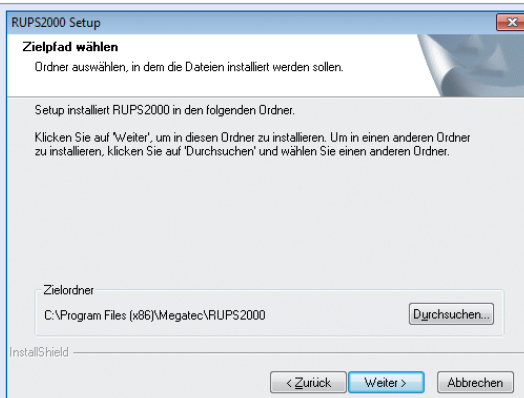 RUPS2000 Setup
Zielpfad wählen
Ordner auswählen, in dem die Dateien installiert werden sollen.
Setup installiert RUPS2000 in den folgenden Ordner.
Klicken Sie auf 'Weiter', um in diesen Ordner zu installieren. Um in einen anderen Ordner
zu installieren, klicken Sie auf 'Durchsuchen' und wählen Sie einen anderen Ordner.
Zielordner
C:\Program Files (x86)\Megatec\RUPS2000
Durchsuchen...
InstallShield
< Zurück
Weiter >
Abbrechen